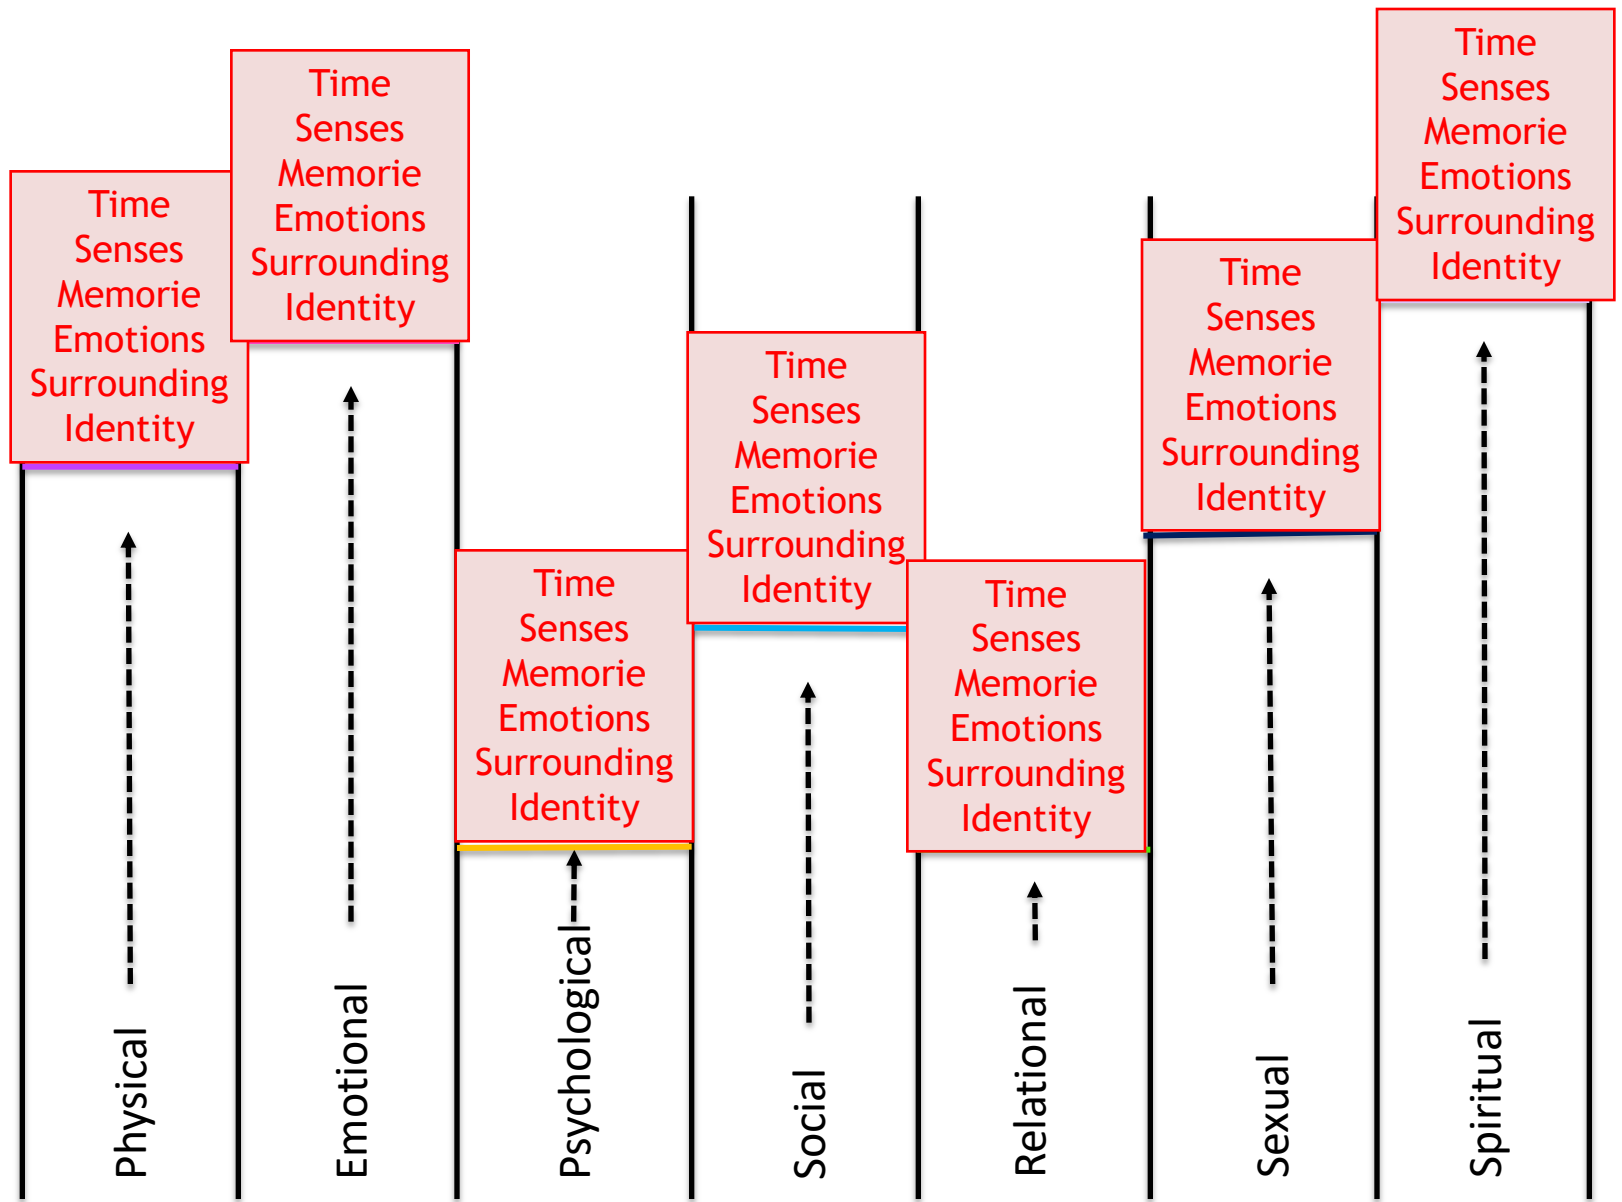 Time
Senses
Memorie
Emotions
Surrounding
Identity
Physical
Time
Senses
Memorie
Emotions
Surrounding
Identity
Emotional
Time
Senses
Memorie
Emotions
Surrounding
Identity
Psychological
Time
Senses
Memorie
Emotions
Surrounding
Identity
Social
Time
Senses
Memorie
Emotions
Surrounding
Identity
Relational
Time
Senses
Memorie
Emotions
Surrounding
Identity
Sexual
Time
Senses
Memorie
Emotions
Surrounding
Identity
Spiritual